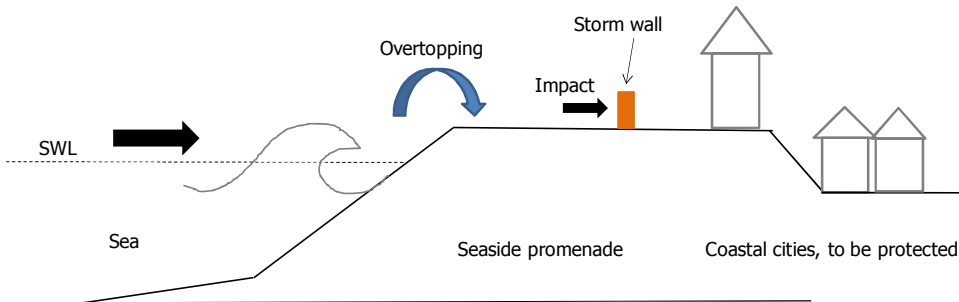 Storm wall
Overtopping
Impact
SWL
Sea
Seaside promenade
Coastal cities, to be protected